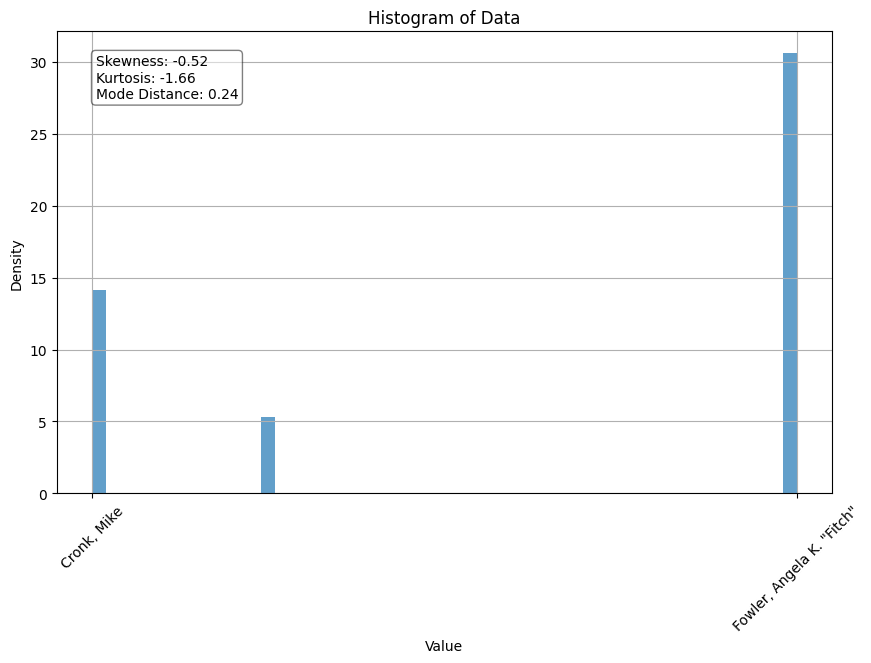 Histogram of Data
Skewness: -0.52
Kurtosis: -1.66
Mode Distance: 0.24
30
25
20
15
10
5
0
Density
Cronk, Mike
Fowler, Angela K. "Fitch"
Value